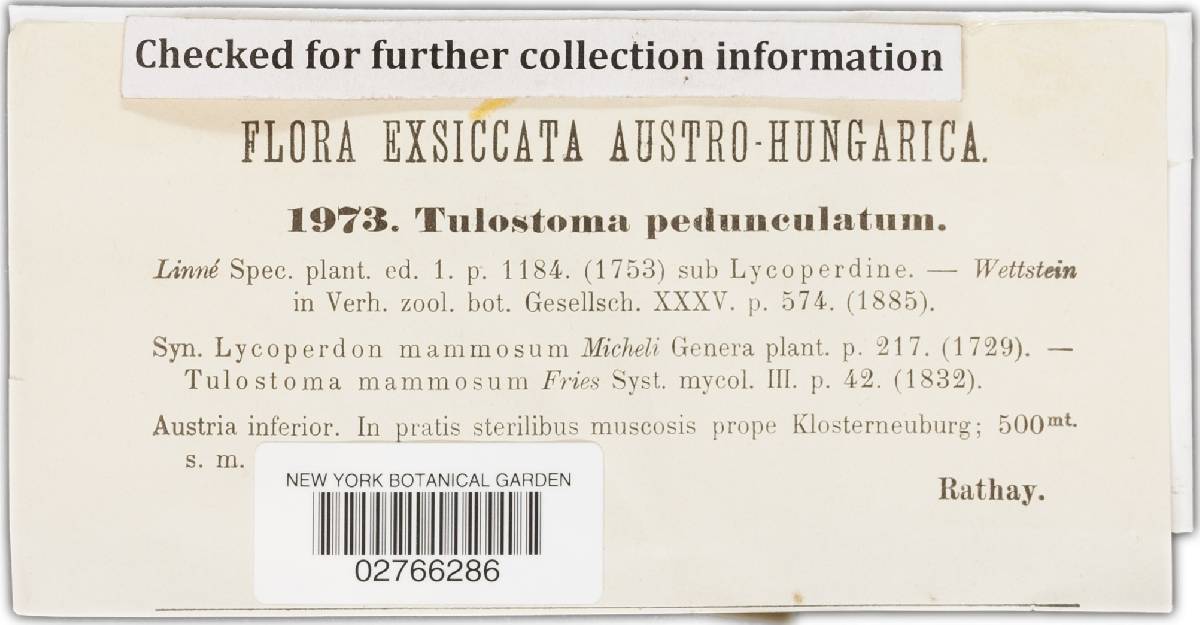 Checked for further collection information
FLORA EXSICCATA AUSTRO-HUNGARICA.
1973. Tulostoma pedunculatum.
Linné Spec. plant. ed. 1. p. 1184. (1753) sub Lycoperdine. — Wettstein
in Verh. zool. bot. Gesellsch. XXXV. p. 574. (1885).
Syn. Lycoperdon mammosum Micheli Genera plant. p. 217. (1729). —
Tulostoma mammosum Fries Syst. mycol. III. p. 42. (1832).
Austria inferior. In pratis sterilibus muscosis prope Klosterneuburg; 500mt.
s. m.
Rathay.
NEW YORK BOTANICAL GARDEN
02766286